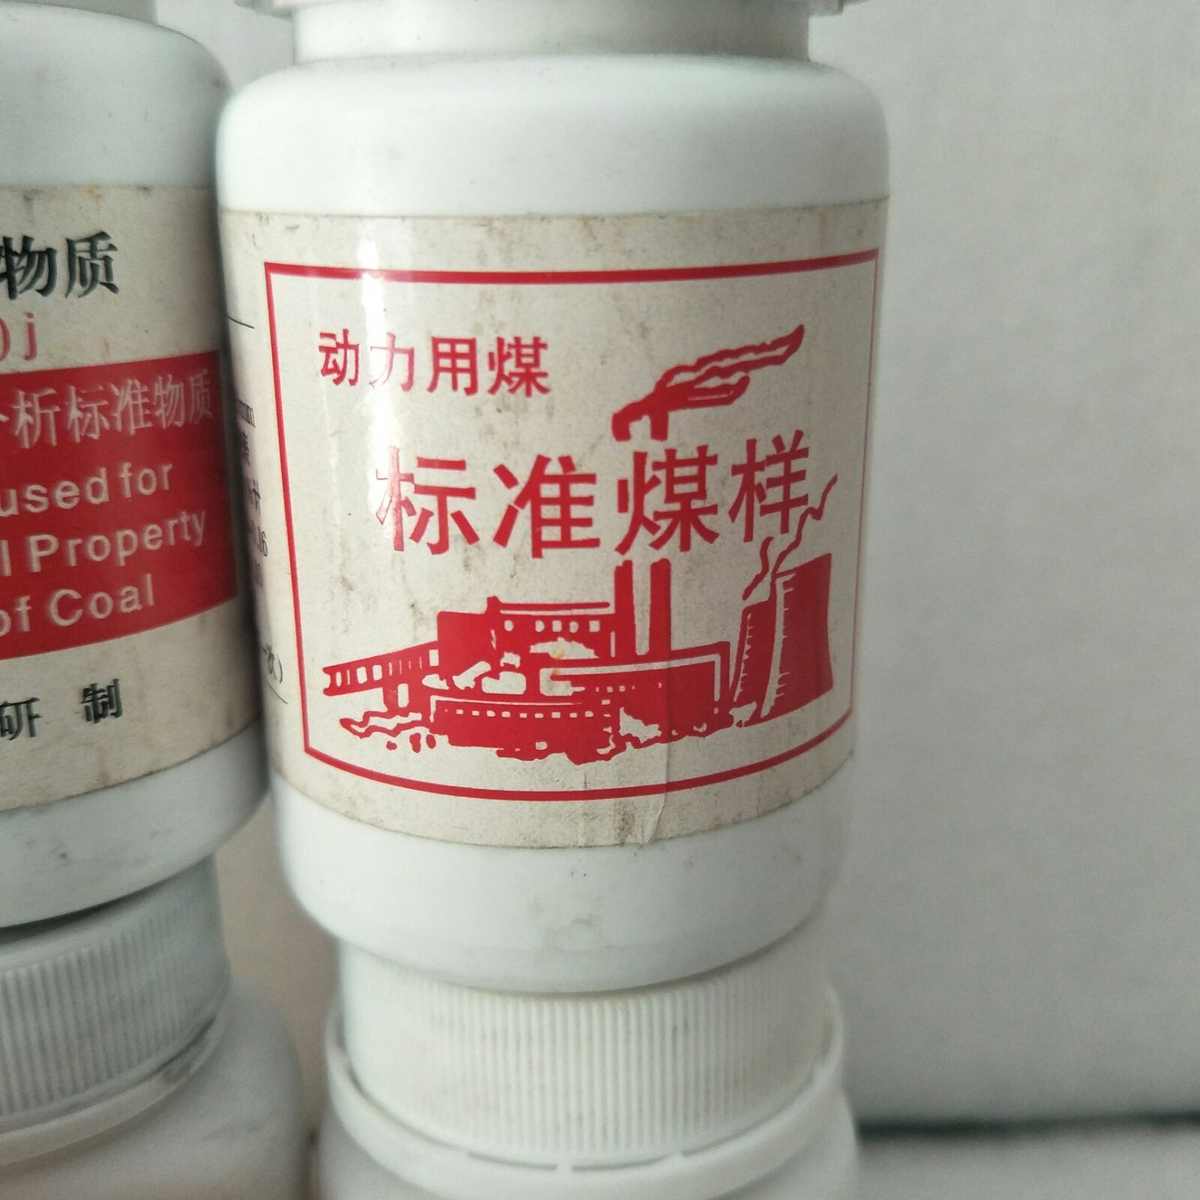 物质
0j
分析标准物质
used for
l Property
of Coal
研 制
动力用煤
标准煤样